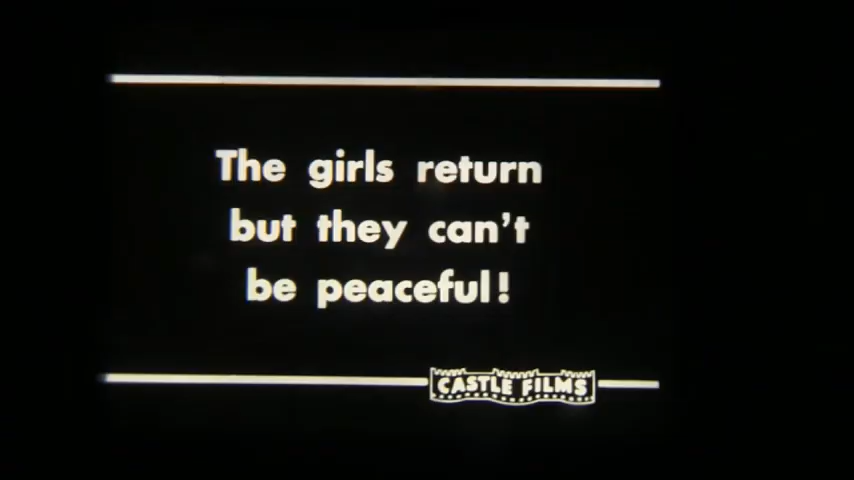 The girls return
but they can't
be peaceful!
CASTLE FILMS